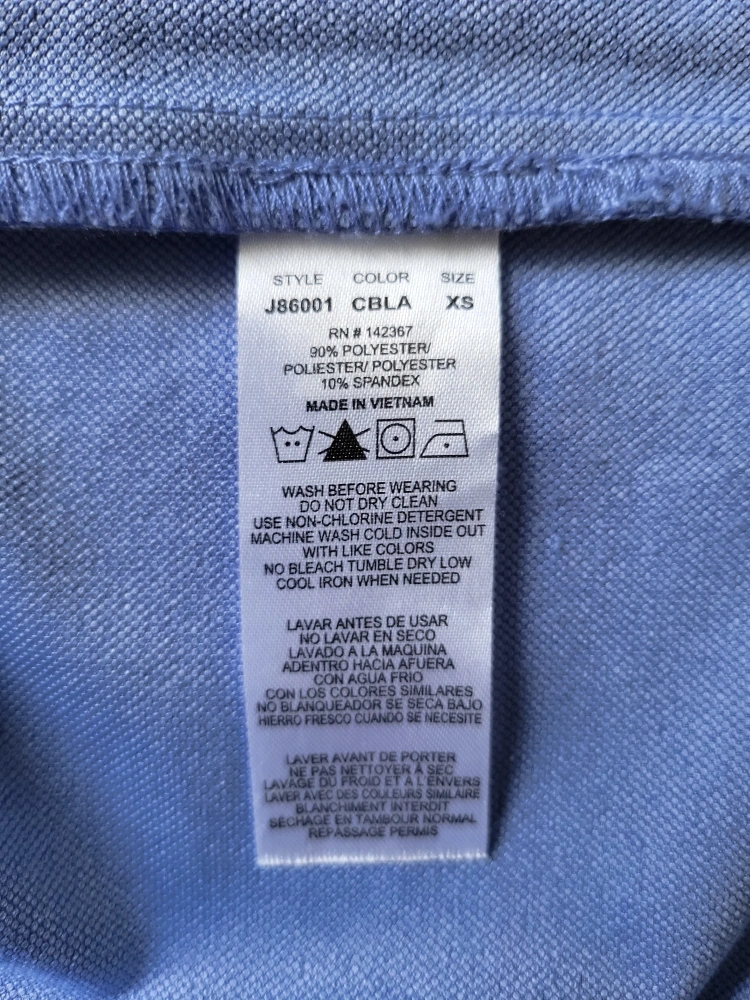 STYLE COLOR SIZE
J86001 CBLA XS
RN # 142367
90% POLYESTER/
POLIESTER/ POLYESTER
10% SPANDEX
MADE IN VIETNAM
WASH BEFORE WEARING
DO NOT DRY CLEAN
USE NON-CHLORINE DETERGENT
MACHINE WASH COLD INSIDE OUT
WITH LIKE COLORS
NO BLEACH TUMBLE DRY LOW
COOL IRON WHEN NEEDED
LAVAR ANTES DE USAR
NO LAVAR EN SECO
LAVADO A LA MAQUINA
ADENTRO HACIA AFUERA
CON AGUA FRIO
CON LOS COLORES SIMILARES
NO BLANQUEADOR SE SECA BAJO
HIERRO FRESCO CUANDO SE NECESITE
LAVER AVANT DE PORTER
NE PAS NETTOYER À SEC
LAVAGE DU FROID ET À L'ENVERS
LAVER AVEC DES COULEURS SIMILAIRE
BLANCHIMENT INTERDIT
SECHAGE EN TAMBOUR NORMAL
REPASSAGE PERMIS